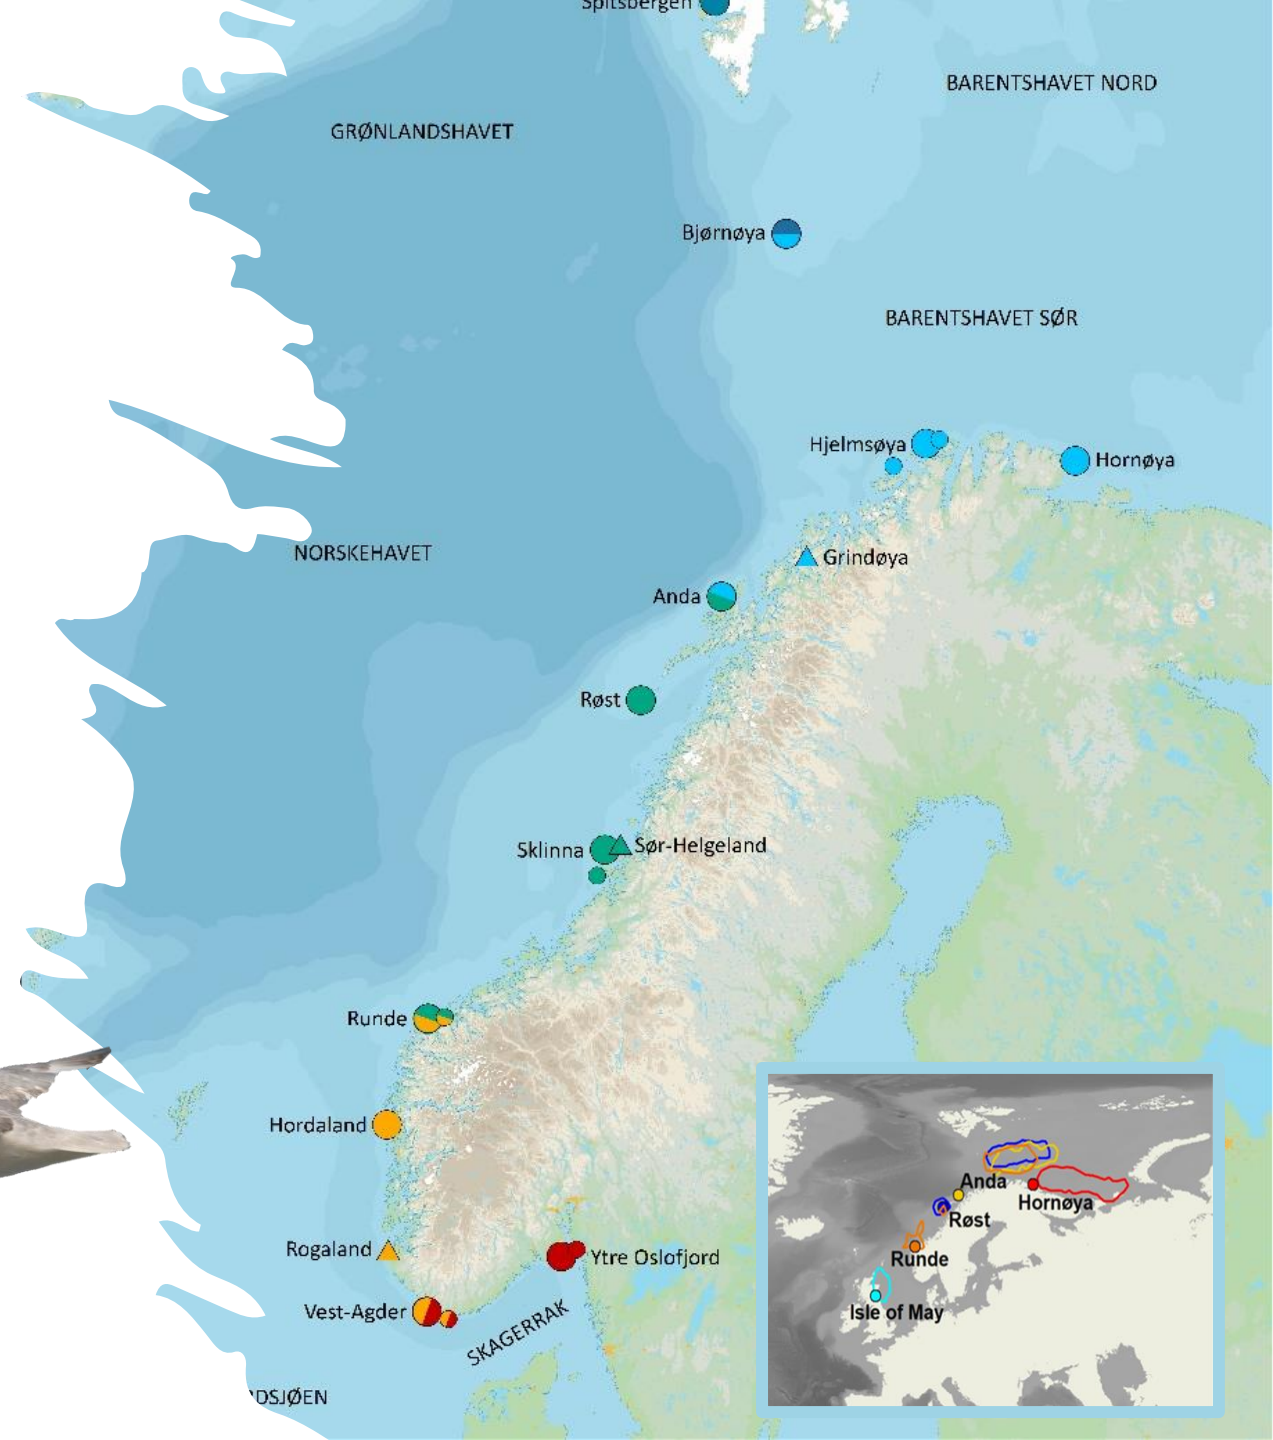 Spitsbergen
BARENTSHAVET NORD
GRØNLANDSHAVET
Bjørnøya
BARENTSHAVET SØR
Hjelmsøya
Hornøya
NORSKEHAVET
Grindøya
Anda
Røst
Sklinna
Sør-Helgeland
Runde
Hordaland
Rogaland
Ytre Oslofjord
Vest-Agder
SKAGERRAK
DSJØEN
Anda
Hornøya
Røst
Runde
Isle of May